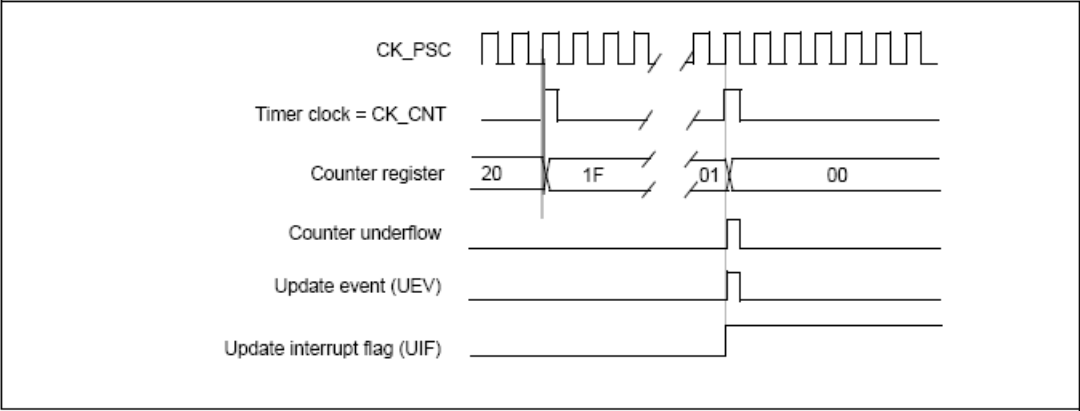 CK_PSC
Timer clock = CK_CNT
Counter register 20 1F 01 00
Counter underflow
Update event (UEV)
Update interrupt flag (UIF)